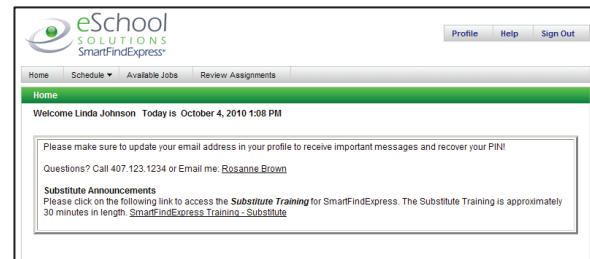 eSchool
SOLUTIONS
SmartFindExpress
Profile Help Sign Out
Home Schedule Available Jobs Review Assignments
Home
Welcome Linda Johnson Today is October 4, 2010 1:08 PM
Please make sure to update your email address in your profile to receive important messages and recover your PIN!
Questions? Call 407.123.1234 or Email me: Rosanne Brown
Substitute Announcements
Please click on the following link to access the Substitute Training for SmartFindExpress. The Substitute Training is approximately
30 minutes in length. SmartFindExpress Training - Substitute